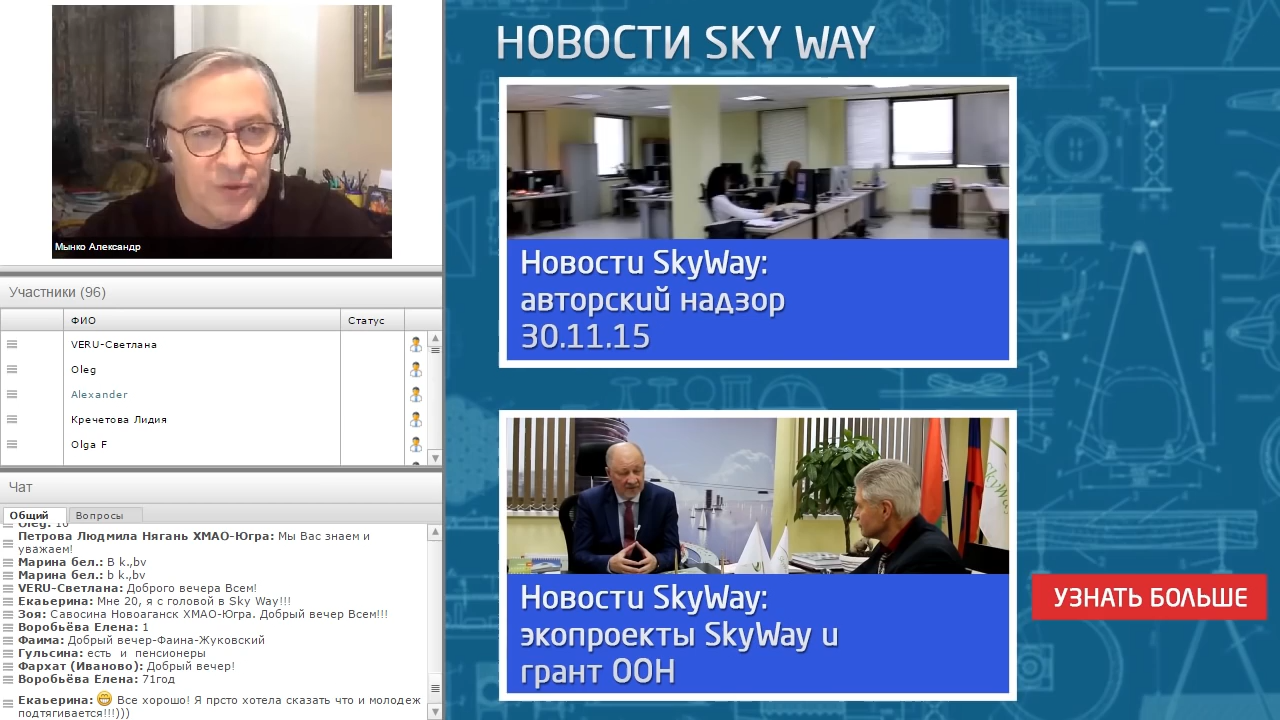 Мынко Александр
Участники (96)
ФИО
Статус
VERU-Светлана
Oleg
Alexander
Кречетова Лидия
Olga F
Чат
Общий
Вопросы
Oleg: 10
Петрова Людмила Нягань ХМАО-Югра: Мы Вас знаем и
уважаем!
Марина бел.: В k.,bv
Марина бел.: b k.,bv
VERU-Светлана: Доброго вечера Всем!
Екаьерина: Мне 20, я с головой в Sky Way!!!
Зоя: Савосина Новоаганск ХМАО-Югра. Добрый вечер Всем!!!
Воробьёва Елена: 1
Фаима: Добрый вечер-Фаина-Жуковский
Гульсина: есть и пенсионеры
Фархат (Иваново): Добрый вечер!
Воробьёва Елена: 71год
Екаьерина: Все хорошо! Я прсто хотела сказать что и молодеж
подтягивается!!!)))
НОВОСТИ SKY WAY
Новости SkyWay:
авторский надзор
30.11.15
SkyWay
Новости SkyWay:
экопроекты SkyWay и
грант ООН
УЗНАТЬ БОЛЬШЕ